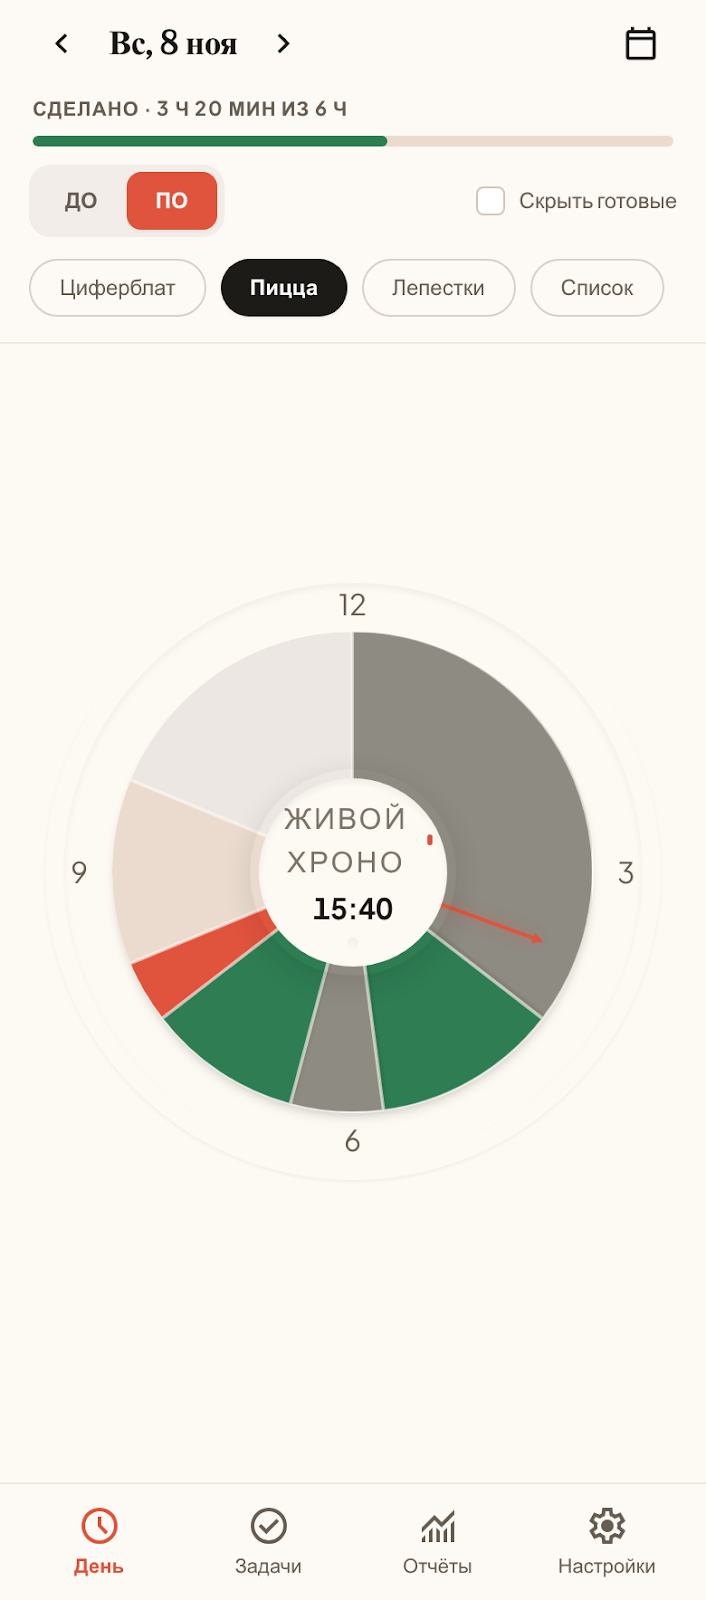 Вс, 8 ноя
СДЕЛАНО · 3 Ч 20 МИН ИЗ 6 Ч
ДО ПО Скрыть готовые
Циферблат Пицца Лепестки Список
12
ЖИВОЙ
ХРОНО
9 3
15:40
6
День Задачи Отчёты Настройки